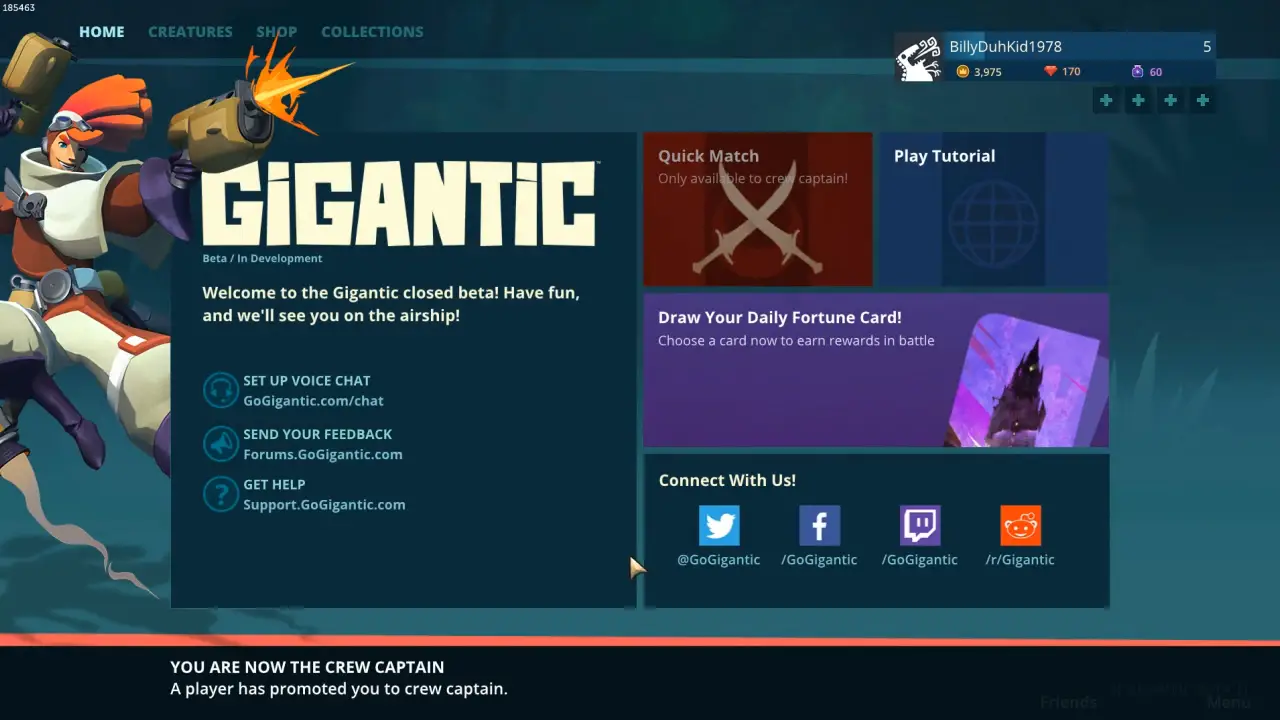 185463
HOME CREATURES SHOP COLLECTIONS
BillyDuhKid1978 5
3,975 170 60
GiGANTiC™
Beta / In Development
Welcome to the Gigantic closed beta! Have fun,
and we'll see you on the airship!
SET UP VOICE CHAT
GoGigantic.com/chat
SEND YOUR FEEDBACK
Forums.GoGigantic.com
? GET HELP
Support.GoGigantic.com
Quick Match
Only available to crew captain!
Play Tutorial
Draw Your Daily Fortune Card!
Choose a card now to earn rewards in battle
Connect With Us!
@GoGigantic /GoGigantic /GoGigantic /r/Gigantic
YOU ARE NOW THE CREW CAPTAIN
A player has promoted you to crew captain.
Friends Menu